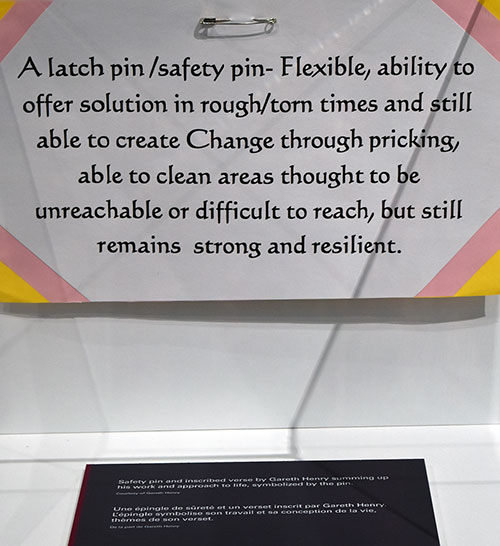 A latch pin /safety pin- Flexible, ability to
offer solution in rough/torn times and still
able to create Change through pricking,
able to clean areas thought to be
unreachable or difficult to reach, but still
remains strong and resilient.
Safety pin and inscribed verse by Gareth Henry summing up
his work and approach to life, symbolized by the pin.
Courtesy of Gareth Henry
Une épingle de sûreté et un verset inscrit par Gareth Henry.
L'épingle symbolise son travail et sa conception de la vie,
thèmes de son verset.
De la part de Gareth Henry